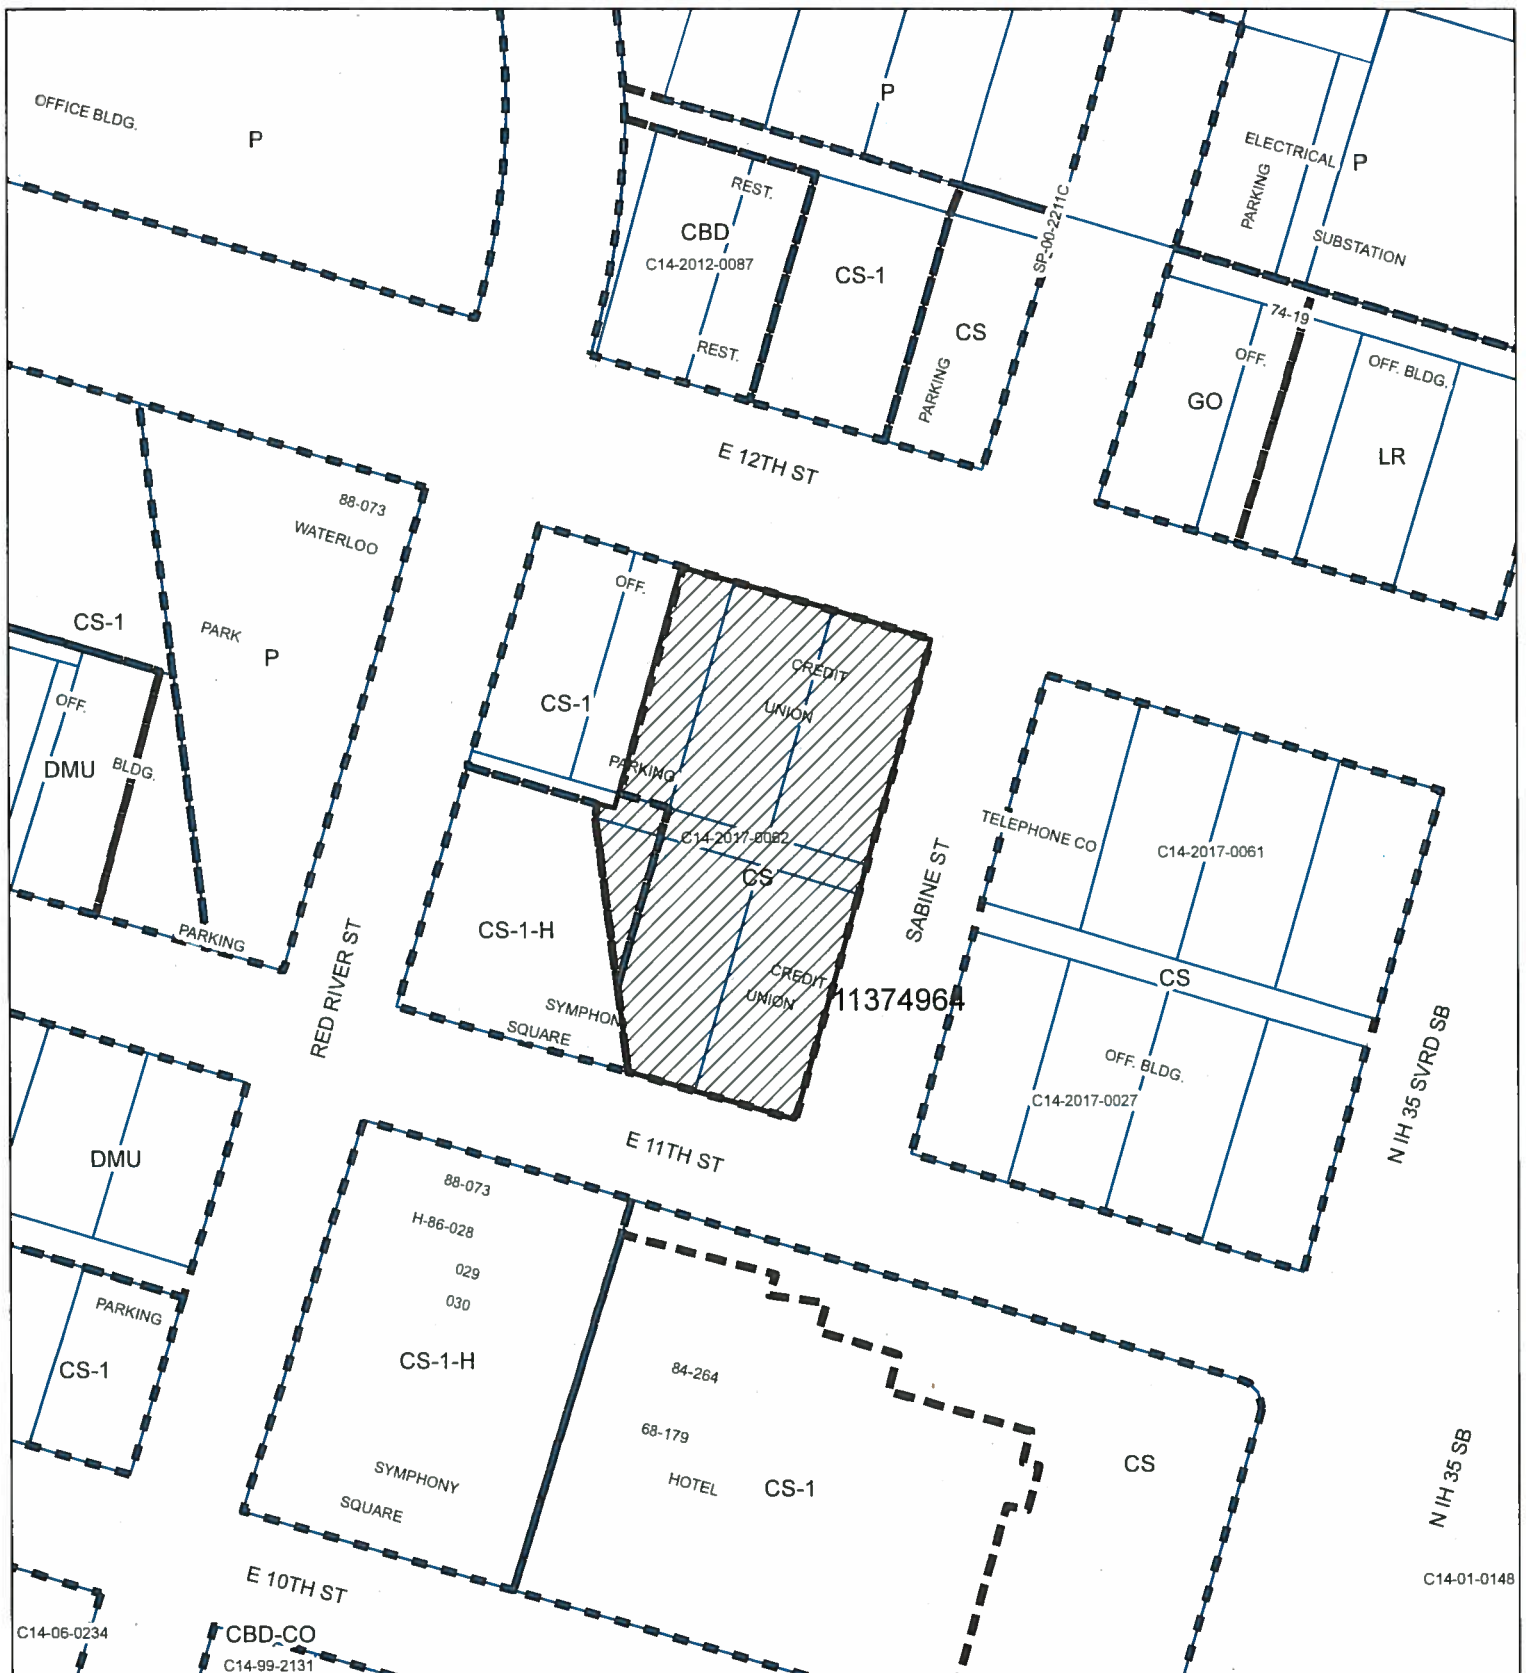 P
OFFICE BLDG.
P
ELECTRICAL
P
PARKING
SUBSTATION
REST.
CBD
C14-2012-0087
CS-1
SP-00-2211C
CS
REST.
PARKING
74-19
OFF.
OFF. BLDG.
GO
LR
E 12TH ST
88-073
WATERLOO
PARK
P
CS-1
OFF.
DMU
BLDG.
PARKING
OFF.
CS-1
PARKING
CREDIT
UNION
C14-2017-0062
CS
CS-1-H
CREDIT
UNION
11374964
SYMPHON
SQUARE
TELEPHONE CO
C14-2017-0061
SABINE ST
CS
OFF. BLDG.
C14-2017-0027
RED RIVER ST
N IH 35 SVRD SB
E 11TH ST
DMU
PARKING
CS-1
88-073
H-86-028
029
030
CS-1-H
SYMPHONY
SQUARE
84-264
68-179
HOTEL
CS-1
CS
N IH 35 SB
C14-01-0148
E 10TH ST
C14-06-0234
CBD-CO
C14-99-2131